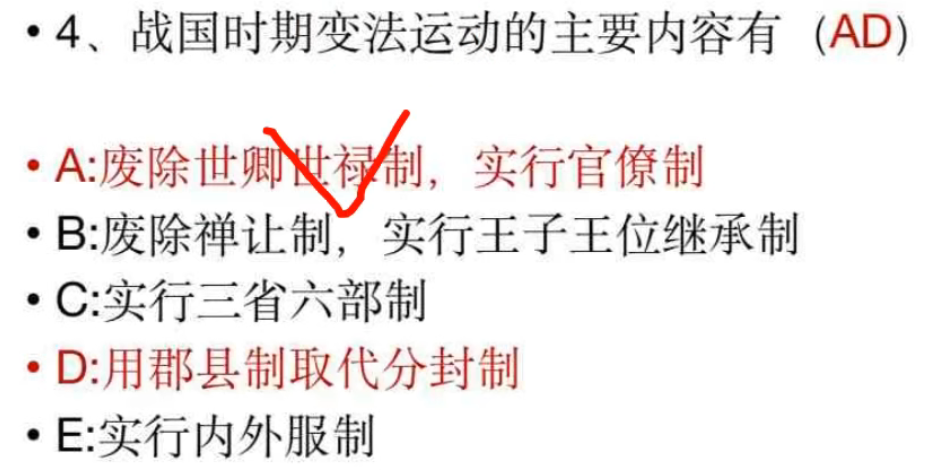 • 4、战国时期变法运动的主要内容有（AD）
• A:废除世卿世禄制，实行官僚制
• B:废除禅让制，实行王子王位继承制
• C:实行三省六部制
• D:用郡县制取代分封制
• E:实行内外服制